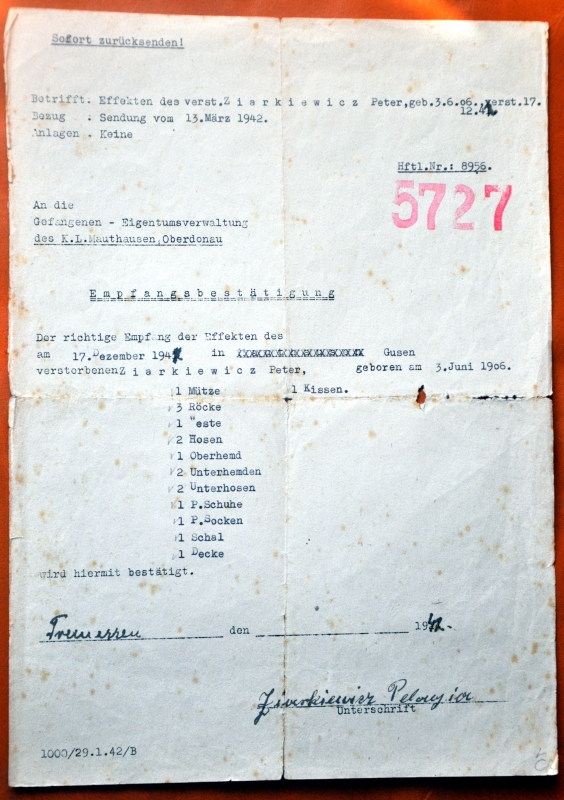 Sofort zurücksenden!
Betrifft: Effekten des verst. Z i a r k i e w i c z Peter, geb. 3.6.06. verst. 17.
12.41
Bezug : Sendung vom 13. März 1942.
Anlagen : Keine
Hftl.Nr.: 8956.
5727
An die
Gefangenen - Eigentumsverwaltung
des K.L. Mauthausen, Oberdonau
E m p f a n g s b e s t ä t i g u n g
Der richtige Empfang der Effekten des
am 17. Dezember 1941 in Gusen
verstorbenen Z i a r k i e w i c z Peter, geboren am 3. Juni 1906.
1 Mütze 1 Kissen.
3 Röcke
1 Weste
2 Hosen
1 Oberhemd
2 Unterhemden
2 Unterhosen
1 P.Schuhe
1 P.Socken
1 Schal
1 Decke
wird hiermit bestätigt.
Tremessen den 1942.
Ziarkiewicz Pelagia
Unterschrift
1000/29.1.42/B